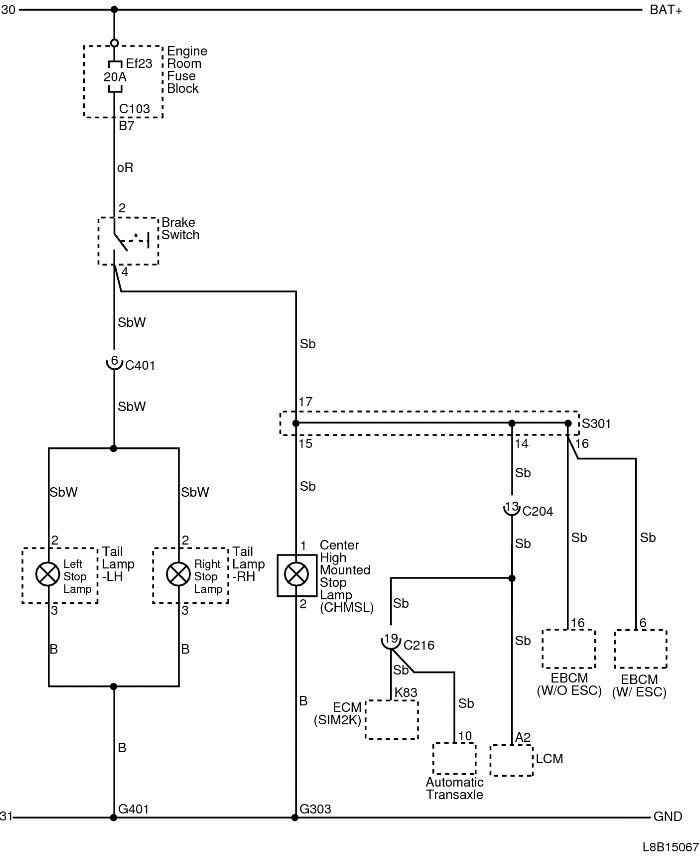 30
BAT+
Ef23
20A
Engine
Room
Fuse
Block
C103
B7
oR
2
Brake
Switch
4
SbW
Sb
6
C401
SbW
17
S301
15
14
16
SbW
SbW
Sb
Sb
13
C204
Sb
Sb
Sb
2
2
1
Left
Stop
Lamp
Tail
Lamp
-LH
Right
Stop
Lamp
Tail
Lamp
-RH
Center
High
Mounted
Stop
Lamp
(CHMSL)
3
3
2
Sb
Sb
16
6
19
C216
B
B
Sb
EBCM
(W/O ESC)
EBCM
(W/ ESC)
K83
ECM
(SIM2K)
B
Sb
10
A2
LCM
Automatic
Transaxle
B
G401
G303
31
GND
L8B15067